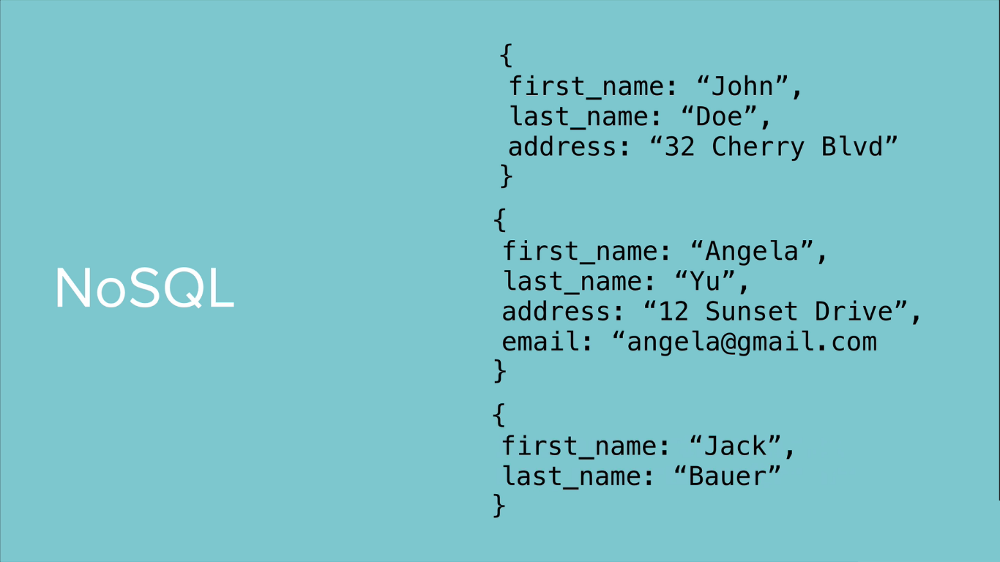 NoSQL
{
first_name: “John”,
last_name: “Doe”,
address: “32 Cherry Blvd”
}
{
first_name: “Angela”,
last_name: “Yu”,
address: “12 Sunset Drive”,
email: “angela@gmail.com
}
{
first_name: “Jack”,
last_name: “Bauer”
}